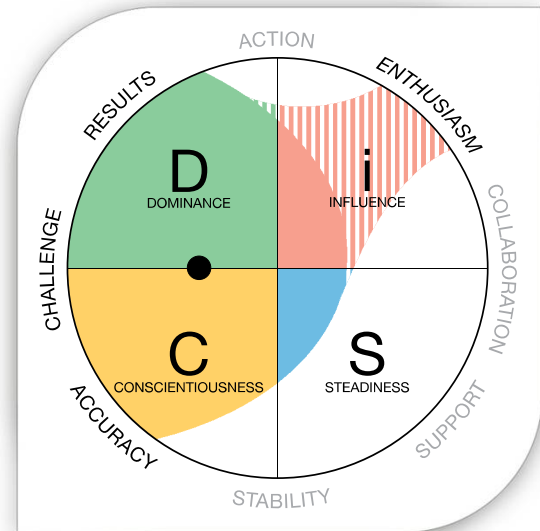 ACTION
RESULTS
ENTHUSIASM
D
DOMINANCE
i
INFLUENCE
CHALLENGE
COLLABORATION
C
CONSCIENTIOUSNESS
S
STEADINESS
ACCURACY
SUPPORT
STABILITY